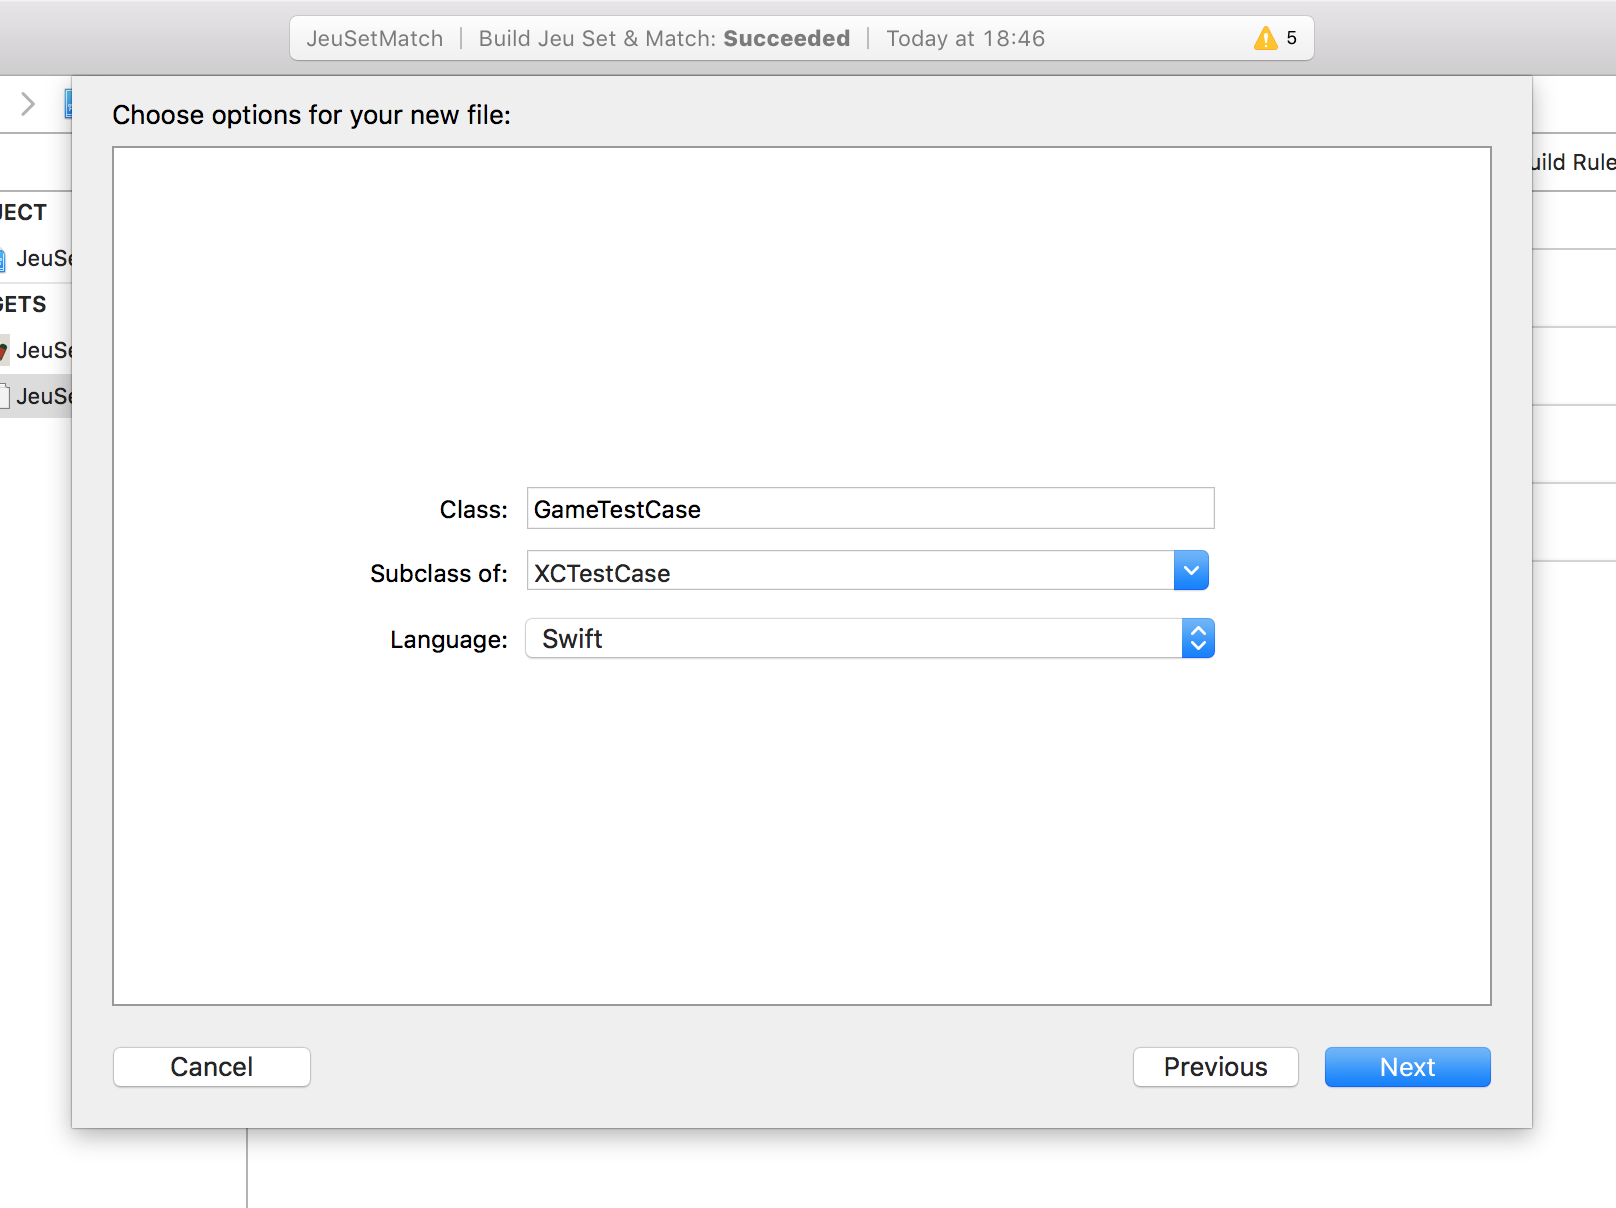 JeuSetMatch | Build Jeu Set & Match: Succeeded | Today at 18:46 5
Choose options for your new file:
uild Rule
JECT
JeuSe
GETS
JeuSe
JeuSe
Class: GameTestCase
Subclass of: XCTestCase
Language: Swift
Cancel Previous Next